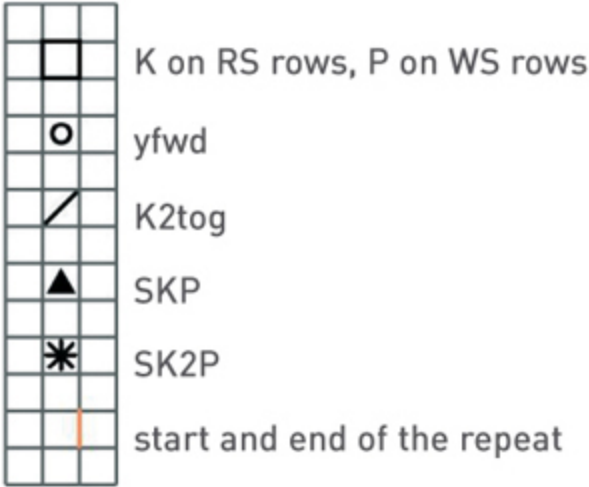 K on RS rows, P on WS rows
yfwd
K2tog
SKP
SK2P
start and end of the repeat